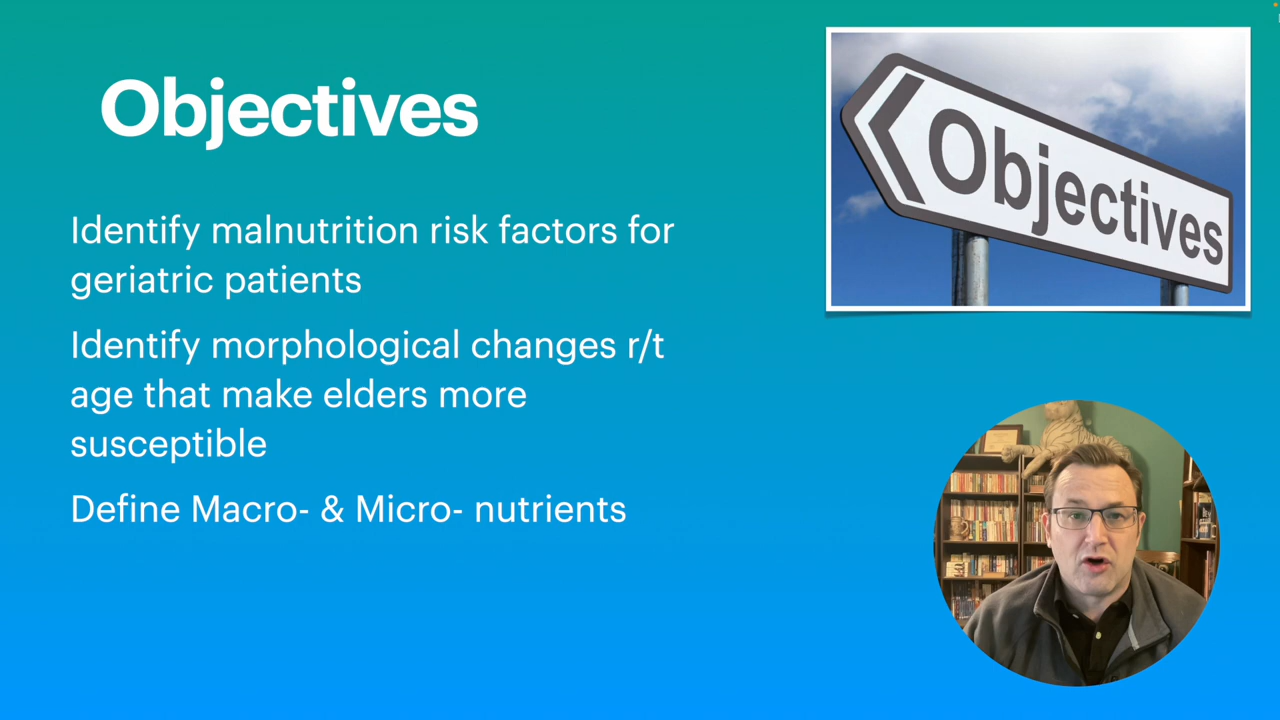 Objectives
Identify malnutrition risk factors for
geriatric patients
Identify morphological changes r/t
age that make elders more
susceptible
Define Macro- & Micro- nutrients
Objectives